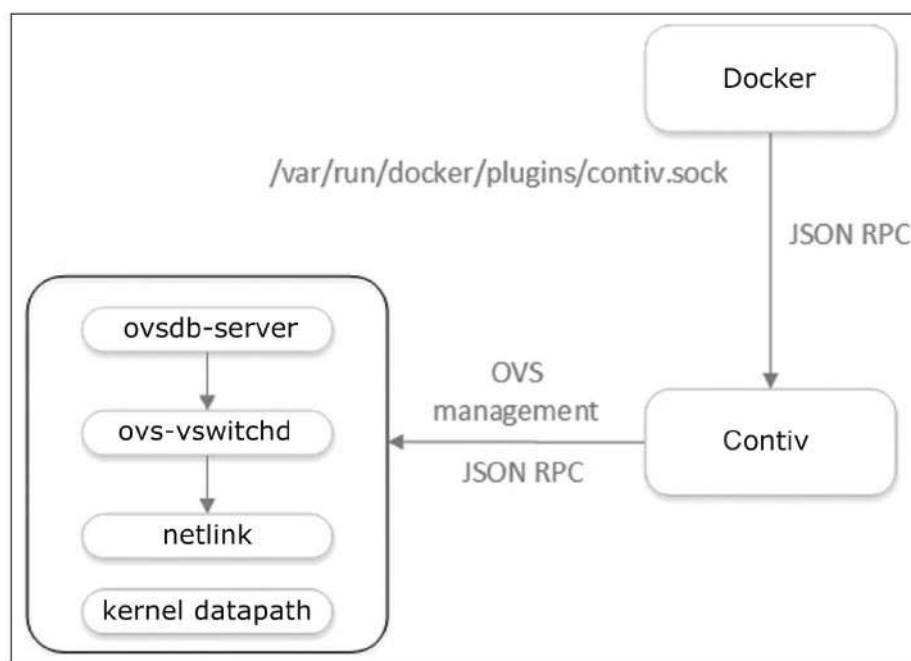 Docker
/var/run/docker/plugins/contiv.sock
JSON RPC
ovsdb-server
ovs-vswitchd
netlink
kernel datapath
OVS
management
JSON RPC
Contiv